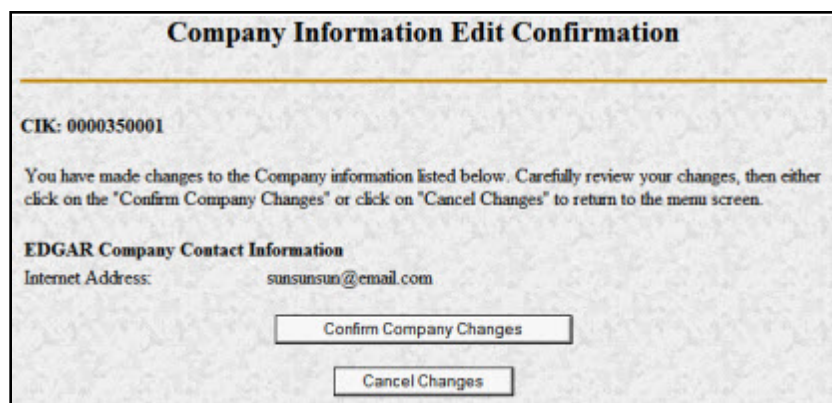 Company Information Edit Confirmation
CIK: 0000350001
You have made changes to the Company information listed below. Carefully review your changes, then either
click on the "Confirm Company Changes" or click on "Cancel Changes" to return to the menu screen.
EDGAR Company Contact Information
Internet Address: sunsunsun@email.com
Confirm Company Changes
Cancel Changes